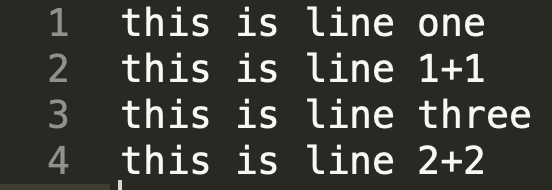 1 this is line one
2 this is line 1+1
3 this is line three
4 this is line 2+2